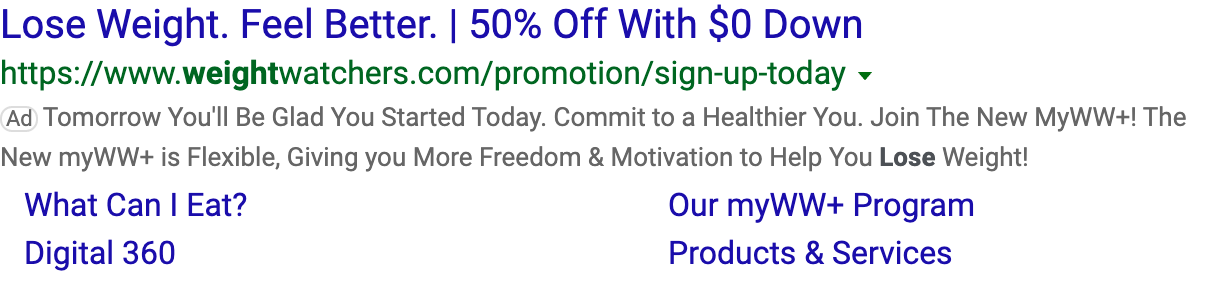 Lose Weight. Feel Better. | 50% Off With $0 Down
https://www.weightwatchers.com/promotion/sign-up-today
Ad Tomorrow You'll Be Glad You Started Today. Commit to a Healthier You. Join The New MyWW+! The
New myWW+ is Flexible, Giving you More Freedom & Motivation to Help You Lose Weight!
What Can I Eat? Our myWW+ Program
Digital 360 Products & Services